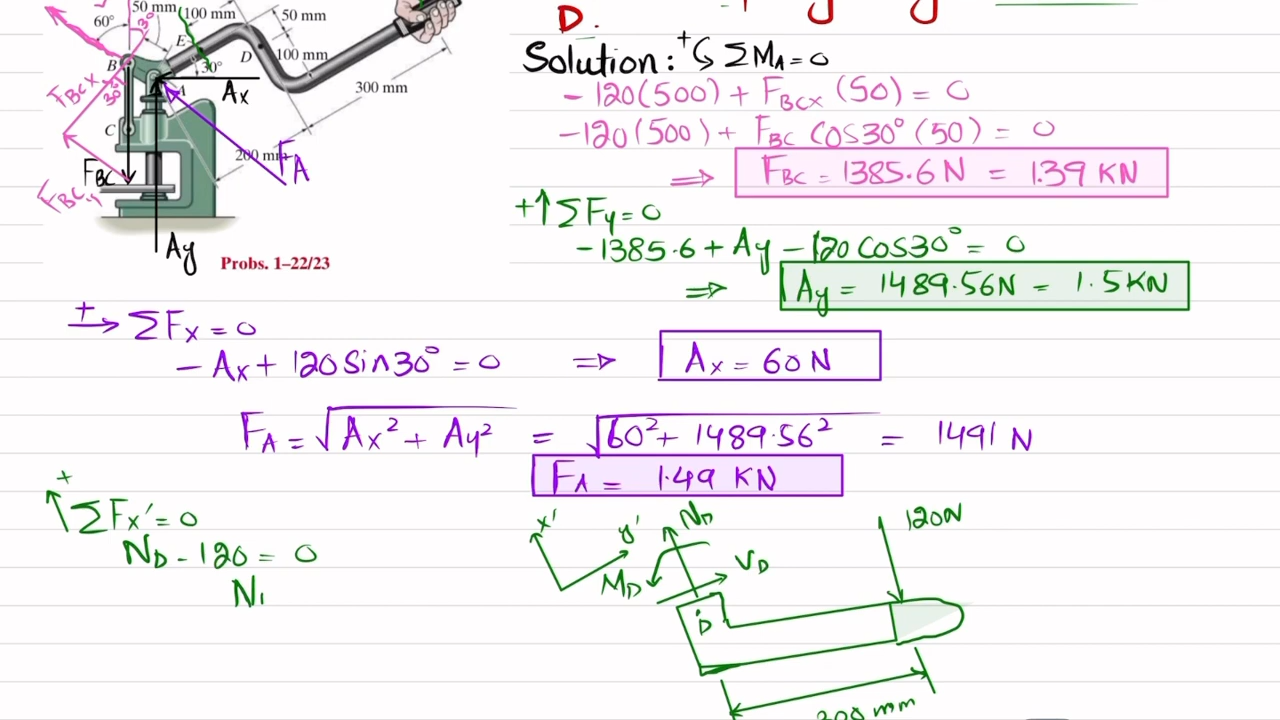 D.
Solution: +↶ ΣMA = 0
- 120(500) + FBCX (50) = 0
-120(500) + FBC COS30° (50) = 0
⇒ FBC = 1385.6 N = 1.39 KN
+↑ ΣFy = 0
-1385.6 + Ay - 120 COS30° = 0
⇒ Ay = 1489.56N = 1.5KN
60°
50 mm
30°
100 mm
50 mm
E
B
D
100 mm
30°
30°
A
Ax
FBCX
300 mm
C
200 mm
FBC
FA
FBCy
Ay
Probs. 1–22/23
+→ ΣFx = 0
- Ax + 120 Sin30° = 0 ⇒ Ax = 60 N
FA = √Ax² + Ay² = √60² + 1489.56² = 1491 N
FA = 1.49 KN
+ ΣFx' = 0
ND - 120 = 0
N
x'
y'
ND
MD
VD
120N
D
300 mm